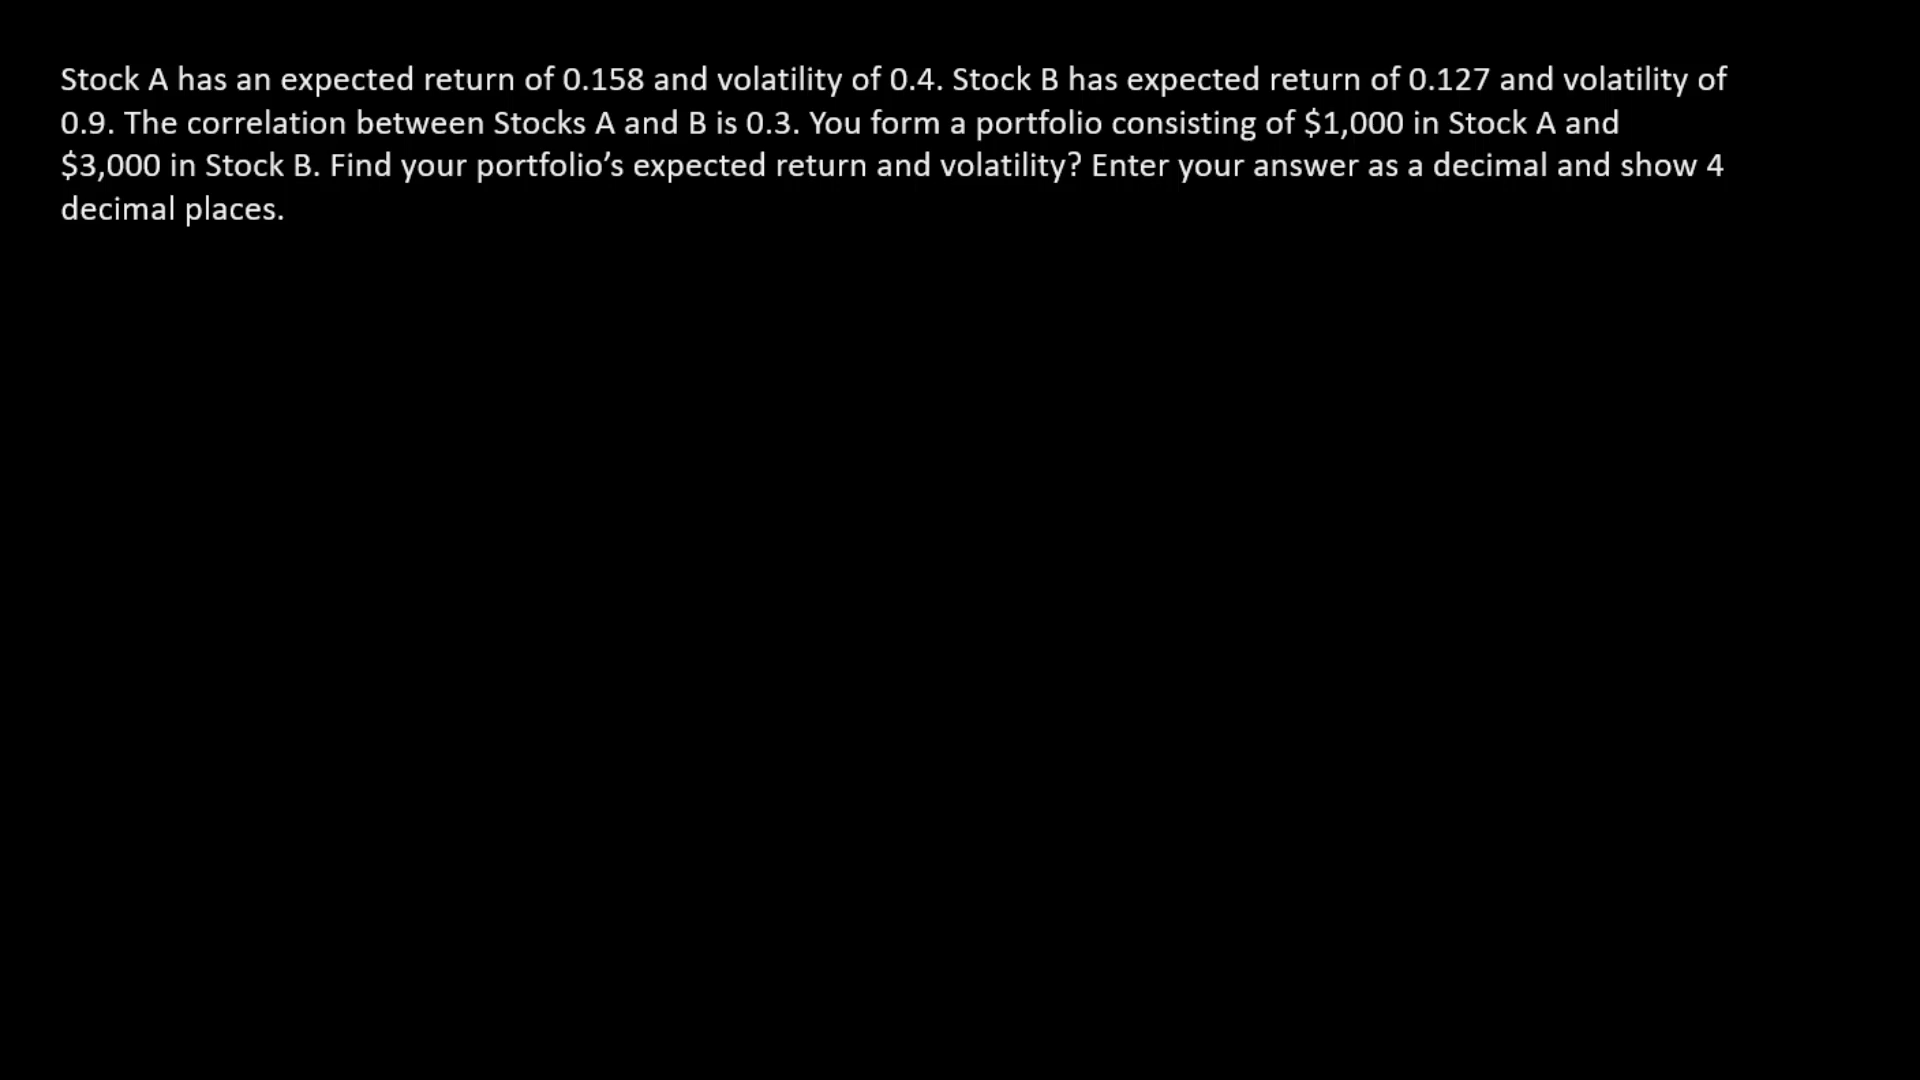 Stock A has an expected return of 0.158 and volatility of 0.4. Stock B has expected return of 0.127 and volatility of
0.9. The correlation between Stocks A and B is 0.3. You form a portfolio consisting of $1,000 in Stock A and
$3,000 in Stock B. Find your portfolio’s expected return and volatility? Enter your answer as a decimal and show 4
decimal places.